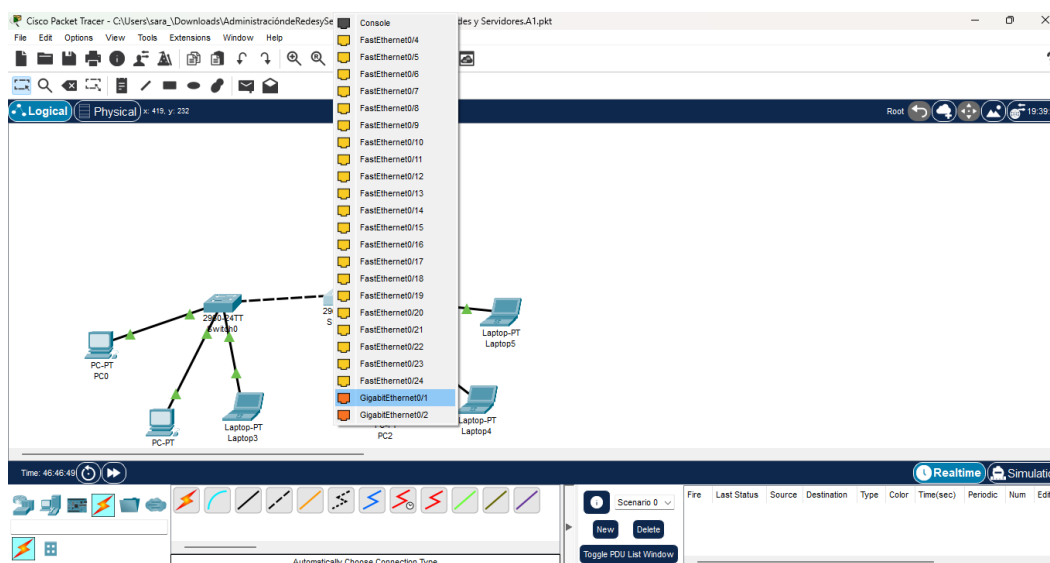 Cisco Packet Tracer - C:\Users\sara_\Downloads\AdministracióndeRedesySe
des y Servidores.A1.pkt
File Edit Options View Tools Extensions Window Help
Logical
Physical
x: 419, y: 232
Root
19:39:
Console
FastEthernet0/4
FastEthernet0/5
FastEthernet0/6
FastEthernet0/7
FastEthernet0/8
FastEthernet0/9
FastEthernet0/10
FastEthernet0/11
FastEthernet0/12
FastEthernet0/13
FastEthernet0/14
FastEthernet0/15
FastEthernet0/16
FastEthernet0/17
FastEthernet0/18
FastEthernet0/19
FastEthernet0/20
FastEthernet0/21
FastEthernet0/22
FastEthernet0/23
FastEthernet0/24
GigabitEthernet0/1
GigabitEthernet0/2
2960-24TT
Switch0
29
S
Laptop-PT
Laptop5
PC-PT
PC0
Laptop-PT
Laptop3
PC-PT
PC2
Laptop-PT
Laptop4
Time: 46:46:49
Realtime
Simulatio
Scenario 0
New
Delete
Toggle PDU List Window
Fire Last Status Source Destination Type Color Time(sec) Periodic Num Edit
Automatically Choose Connection Type